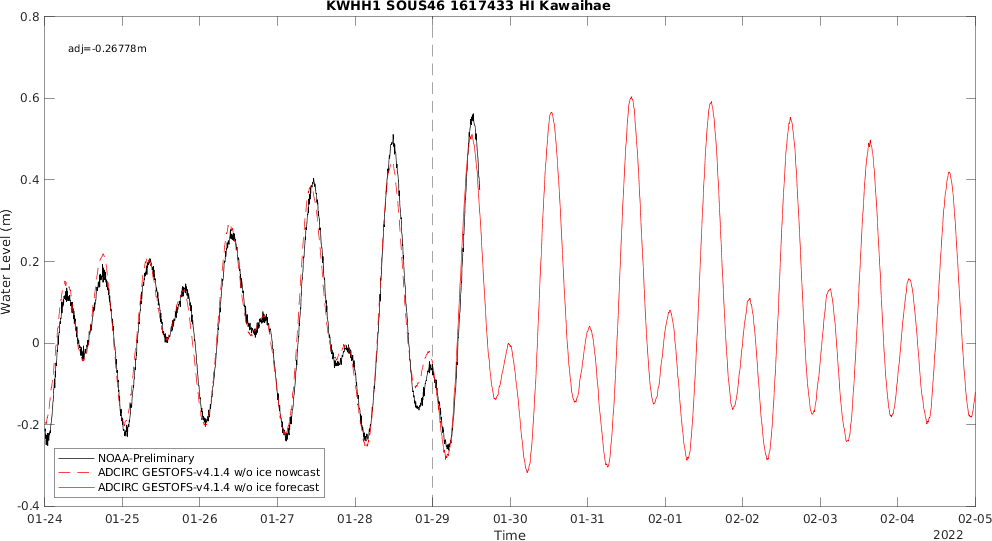 KWHH1 SOUS46 1617433 HI Kawaihae
adj=-0.26778m
Water Level (m)
0.8
0.6
0.4
0.2
0
-0.2
-0.4
NOAA-Preliminary
ADCIRC GESTOFS-v4.1.4 w/o ice nowcast
ADCIRC GESTOFS-v4.1.4 w/o ice forecast
01-24 01-25 01-26 01-27 01-28 01-29 01-30 01-31 02-01 02-02 02-03 02-04 02-05
Time
2022